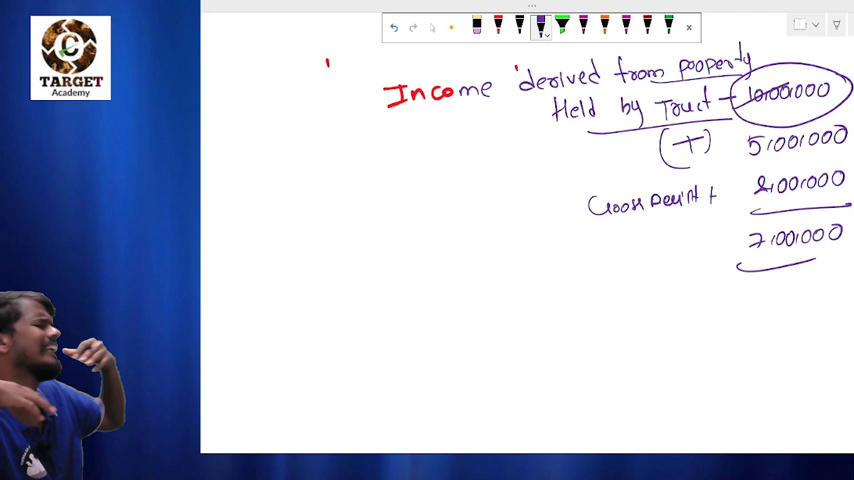 C
TARGET
Academy
Income derived from property
Held by Trust - 10,00,000
(+) 5,00,000
2,00,000
7,00,000